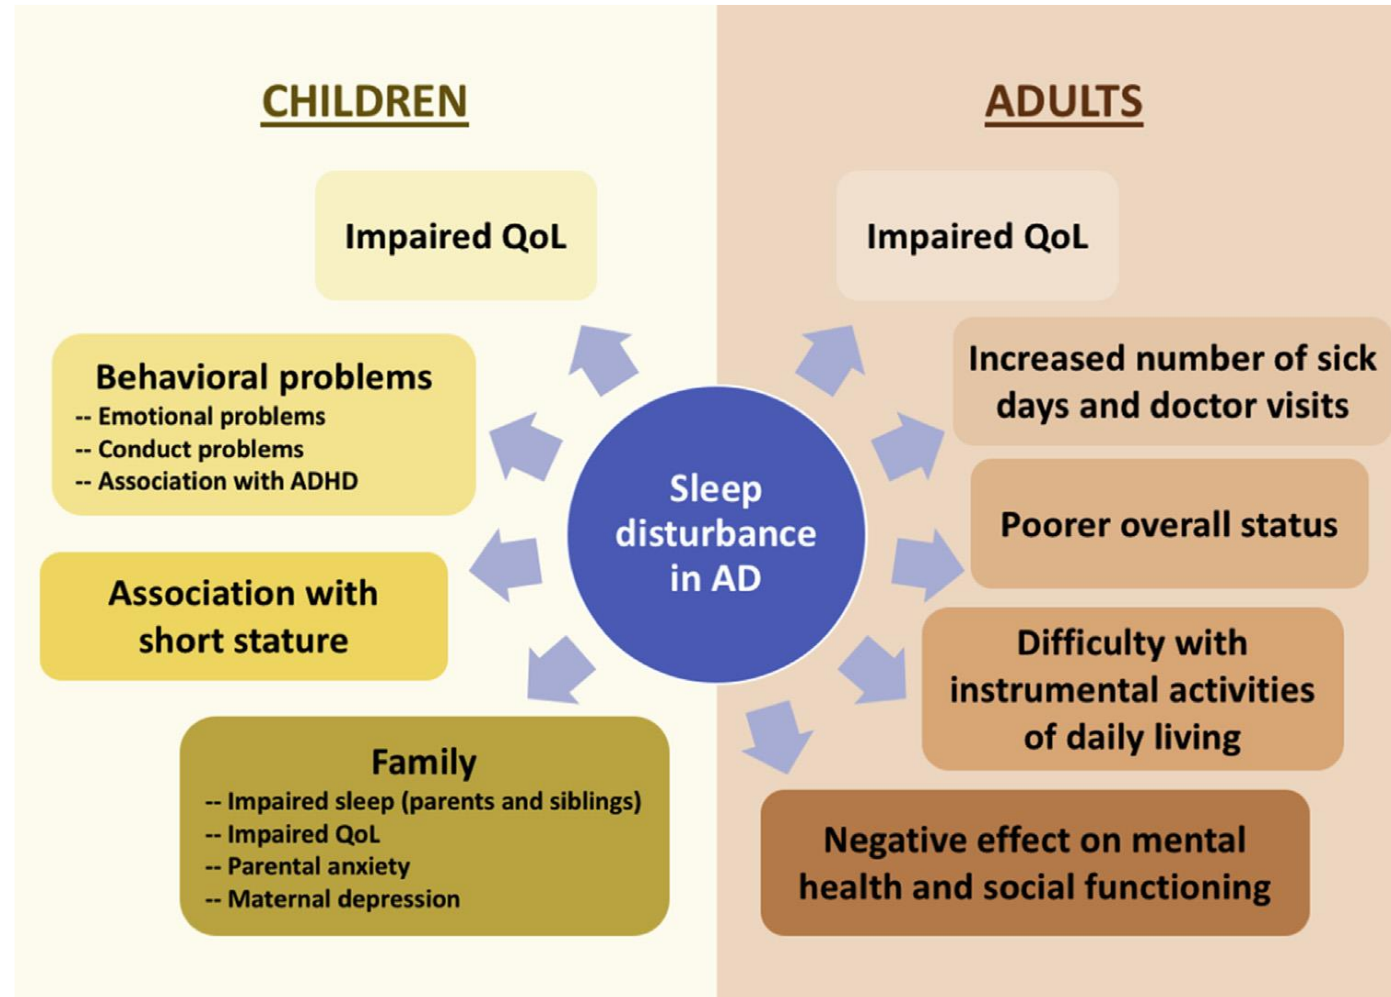 CHILDREN
Impaired QoL
Behavioral problems
-- Emotional problems
-- Conduct problems
-- Association with ADHD
Association with
short stature
Family
-- Impaired sleep (parents and siblings)
-- Impaired QoL
-- Parental anxiety
-- Maternal depression
Sleep
disturbance
in AD
ADULTS
Impaired QoL
Increased number of sick
days and doctor visits
Poorer overall status
Difficulty with
instrumental activities
of daily living
Negative effect on mental
health and social functioning